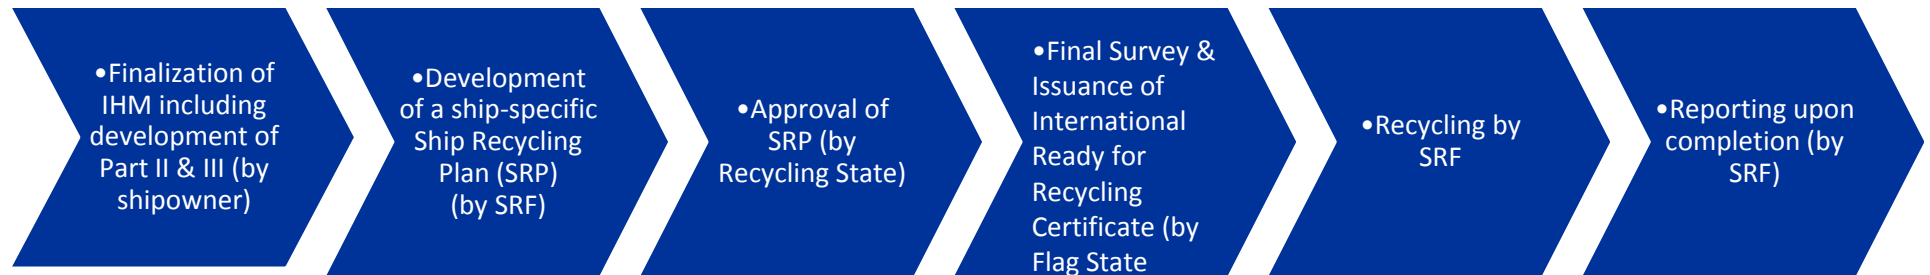 •Finalization of
IHM including
development of
Part II & III (by
shipowner)
•Development
of a ship-specific
Ship Recycling
Plan (SRP)
(by SRF)
•Approval of
SRP (by
Recycling State)
•Final Survey &
Issuance of
International
Ready for
Recycling
Certificate (by
Flag State
•Recycling by
SRF
•Reporting upon
completion (by
SRF)